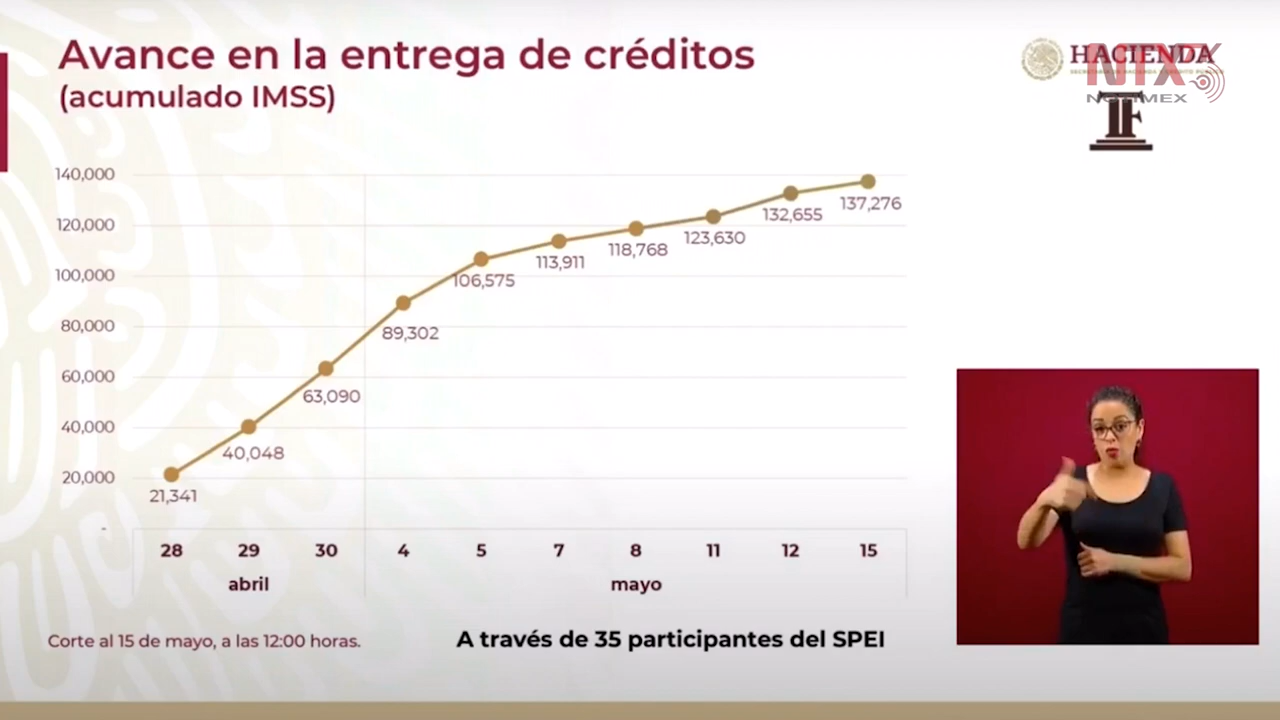 Avance en la entrega de créditos
(acumulado IMSS)
HACIENDA
NTX
NOTIMEX
IF
140,000
120,000
100,000
80,000
60,000
40,000
20,000
-
21,341
40,048
63,090
89,302
106,575
113,911
118,768
123,630
132,655
137,276
28 29 30 4 5 7 8 11 12 15
abril mayo
Corte al 15 de mayo, a las 12:00 horas.
A través de 35 participantes del SPEI